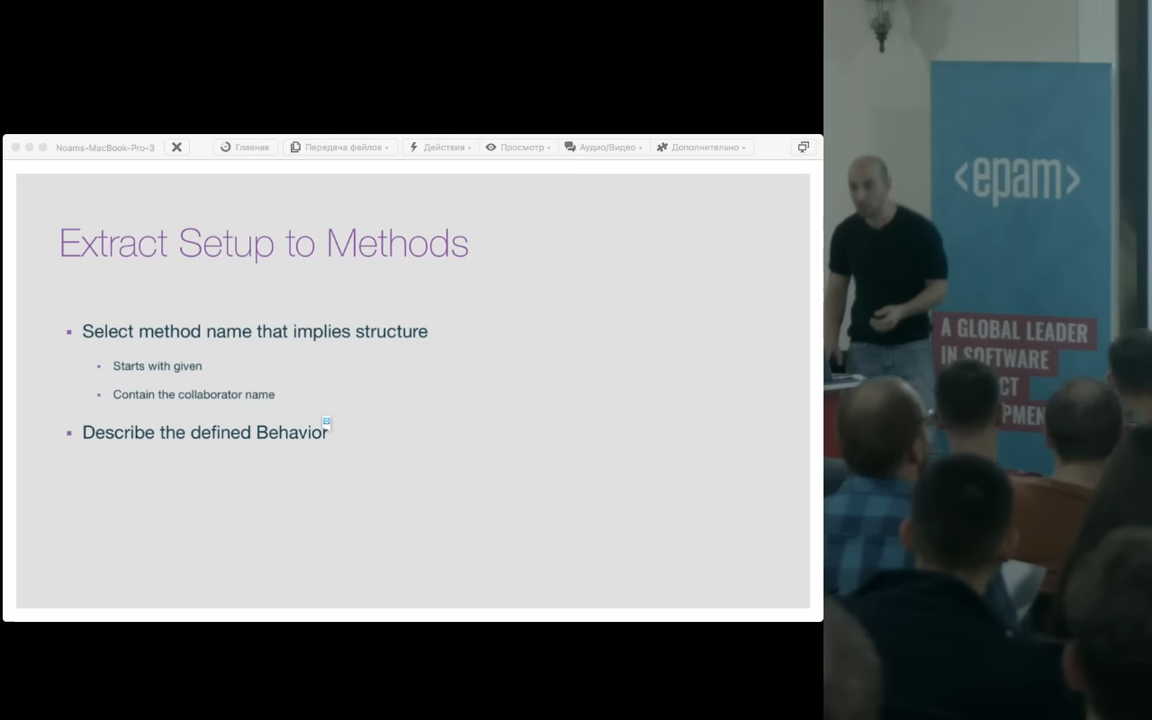 Noams-MacBook-Pro-3
Главная
Передача файлов
Действия
Просмотр
Аудио/Видео
Дополнительно
Extract Setup to Methods
Select method name that implies structure
Starts with given
Contain the collaborator name
Describe the defined Behavior
<epam>
A GLOBAL LEADER
IN SOFTWARE